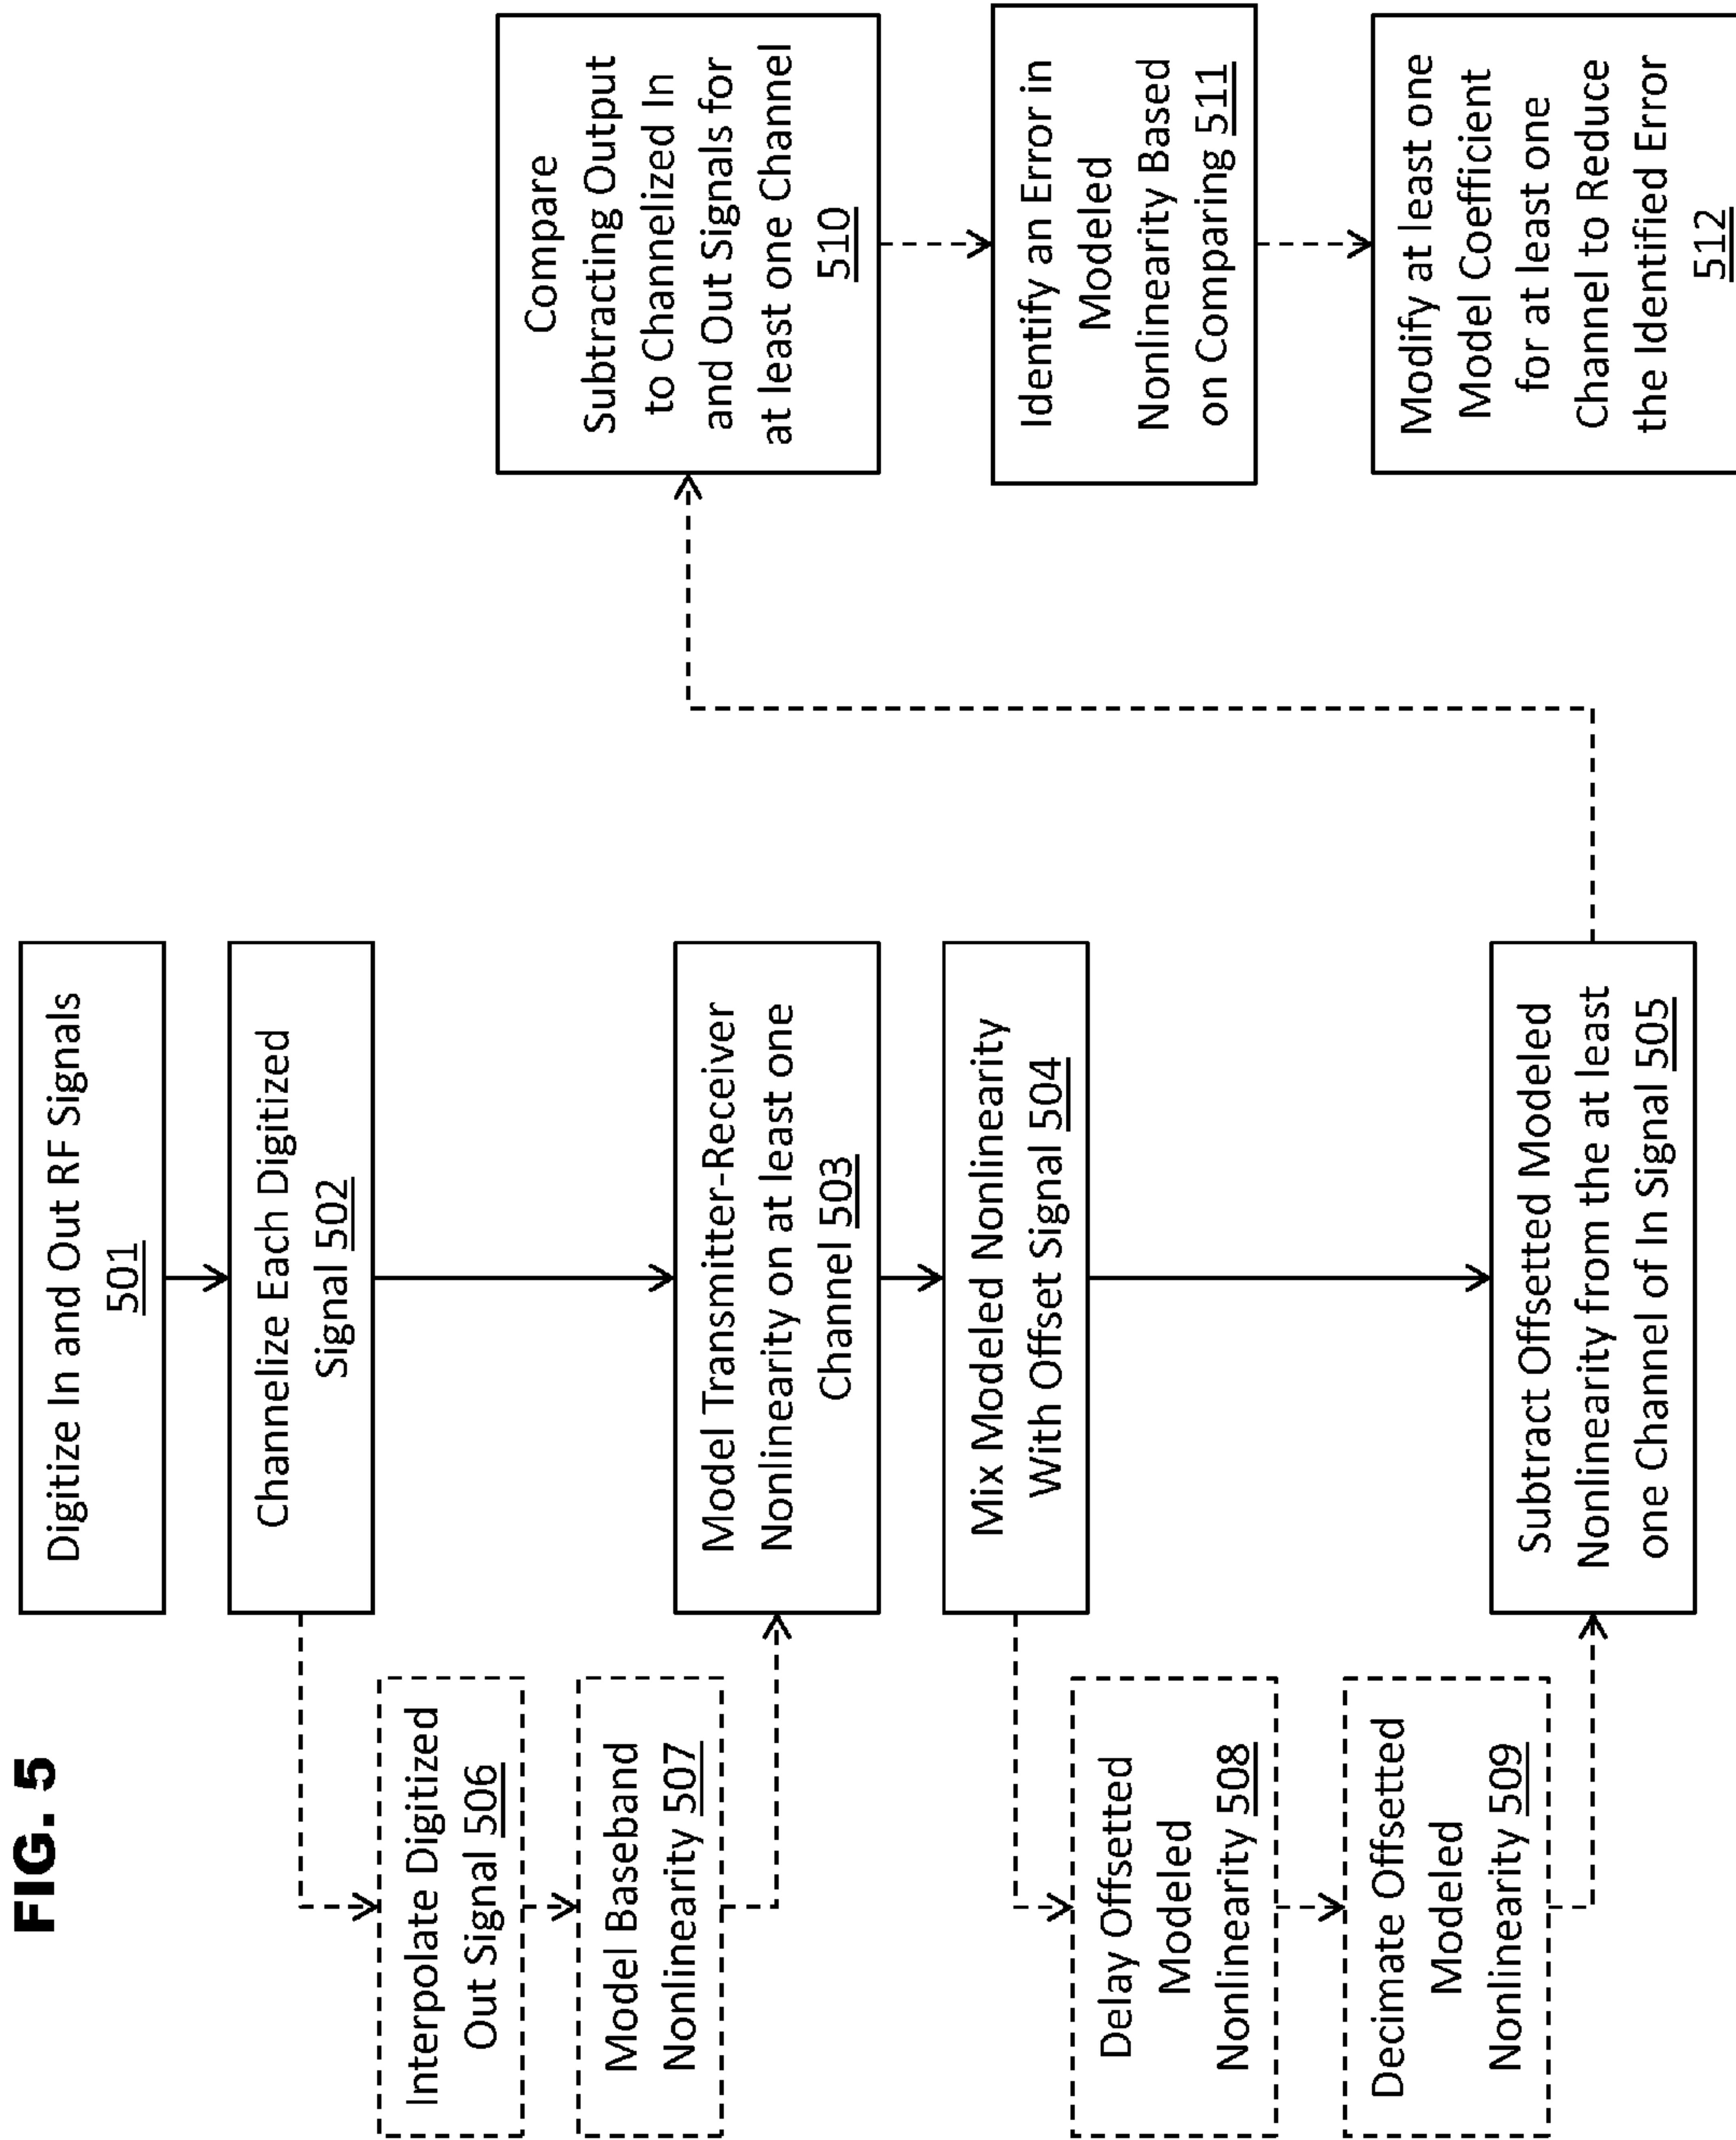 FIG. 5
Digitize In and Out RF Signals
501
Channelize Each Digitized
Signal 502
Interpolate Digitized
Out Signal 506
Model Baseband
Nonlinearity 507
Model Transmitter-Receiver
Nonlinearity on at least one
Channel 503
Mix Modeled Nonlinearity
With Offset Signal 504
Delay Offsetted
Modeled
Nonlinearity 508
Decimate Offsetted
Modeled
Nonlinearity 509
Subtract Offsetted Modeled
Nonlinearity from the at least
one Channel of In Signal 505
Compare
Subtracting Output
to Channelized In
and Out Signals for
at least one Channel
510
Identify an Error in
Modeled
Nonlinearity Based
on Comparing 511
Modify at least one
Model Coefficient
for at least one
Channel to Reduce
the Identified Error
512